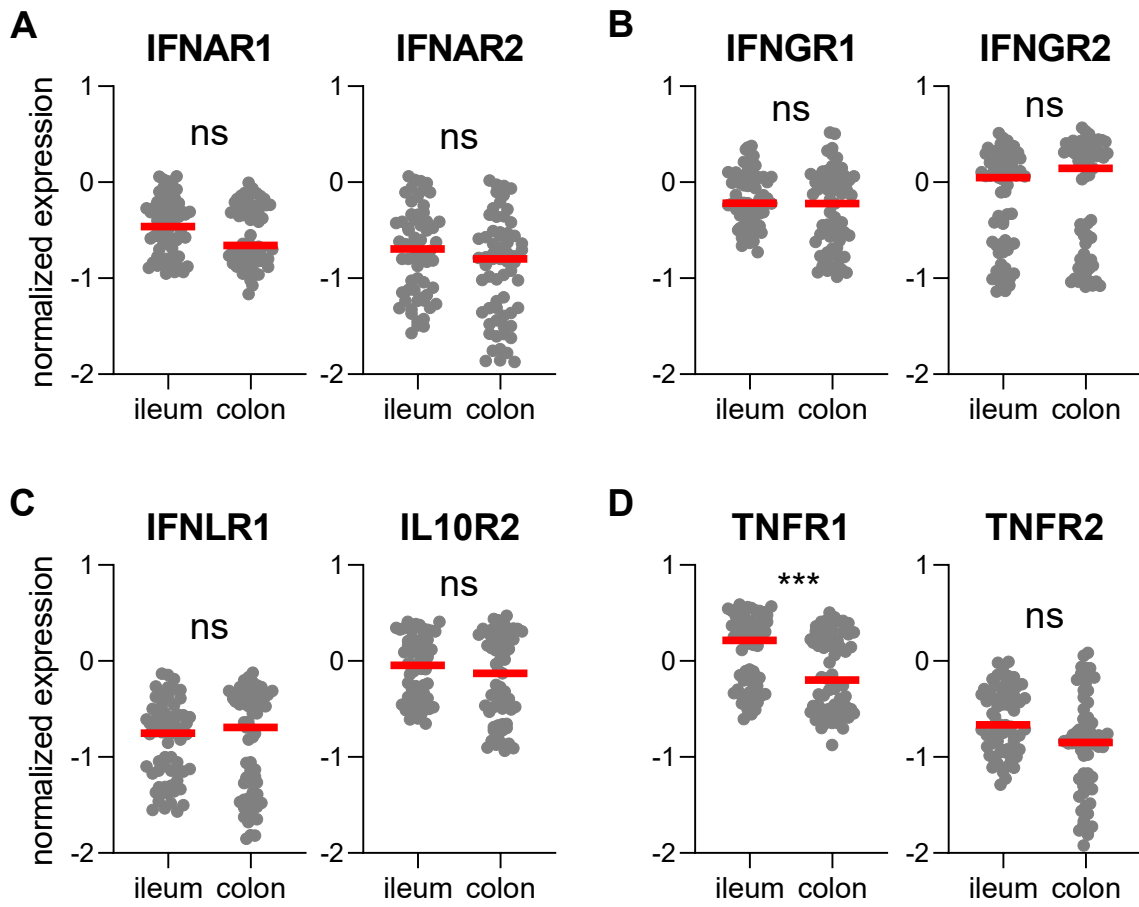 A
IFNAR1
IFNAR2
B
IFNGR1
IFNGR2
normalized expression
1
0
-1
-2
ns
ileum colon
1
0
-1
-2
ns
ileum colon
1
0
-1
-2
ns
ileum colon
1
0
-1
-2
ns
ileum colon
C
IFNLR1
IL10R2
D
TNFR1
TNFR2
normalized expression
1
0
-1
-2
ns
ileum colon
1
0
-1
-2
ns
ileum colon
1
0
-1
-2
***
ileum colon
1
0
-1
-2
ns
ileum colon